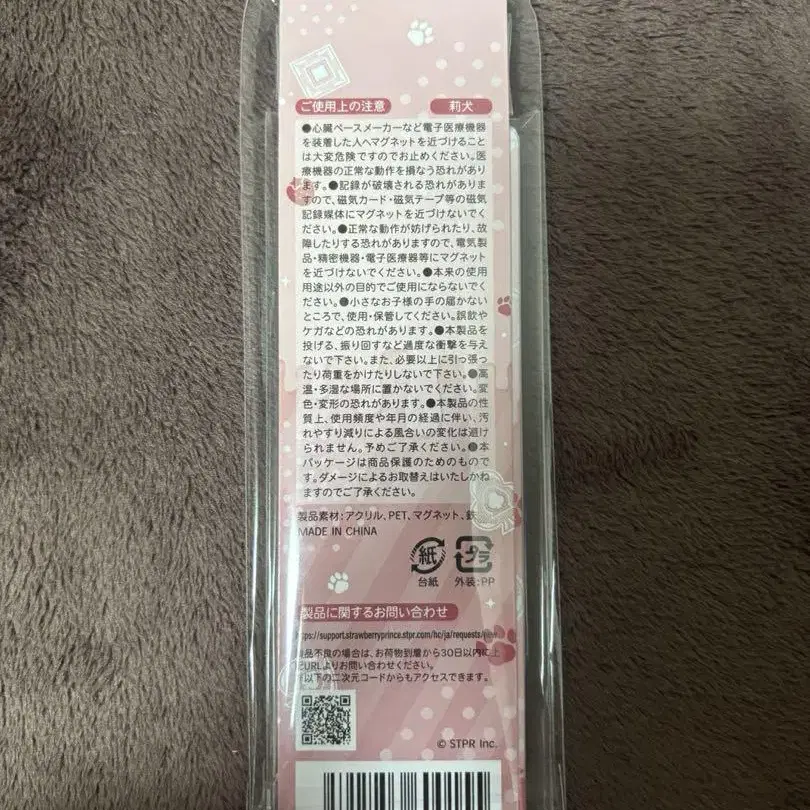 ご使用上の注意
莉犬
●心臓ペースメーカーなど電子医療機器
を装着した人へマグネットを近づけること
は大変危険ですのでお止めください。医
療機器の正常な動作を損なう恐れがあり
ます。●記録が破壊される恐れがありま
すので、磁気カード・磁気テープ等の磁気
記録媒体にマグネットを近づけないでく
ださい。●正常な動作が妨げられたり、故
障したりする恐れがありますので、電気製
品・精密機器・電子医療器等にマグネット
を近づけないでください。●本来の使用
用途以外の目的でご使用にならないでく
ださい。●小さなお子様の手の届かない
ところで、使用・保管してください。誤飲や
ケガなどの恐れがあります。●本製品を
投げる、振り回すなど過度な衝撃を与え
ないで下さい。また、必要以上に引っ張っ
たり荷重をかけたりしないで下さい。●高
温・多湿な場所に置かないでください。変
色・変形の恐れがあります。●本製品の性
質上、使用頻度や年月の経過に伴い、汚
れやすり減りによる風合いの変化は避け
られません。予めご了承ください。●本
パッケージは商品保護のためのもので
す。ダメージによるお取替えはいたしかね
ますのでご了承ください。
製品素材：アクリル、PET、マグネット、鉄
MADE IN CHINA
紙
プラ
台紙
外装：PP
製品に関するお問い合わせ
ttps://support.strawberryprince.stpr.com/hc/ja/requests/new
製品不良の場合は、お荷物到着から30日以内に上
記URLよりお問い合わせください。
以下の二次元コードからもアクセスできます。
© STPR Inc.